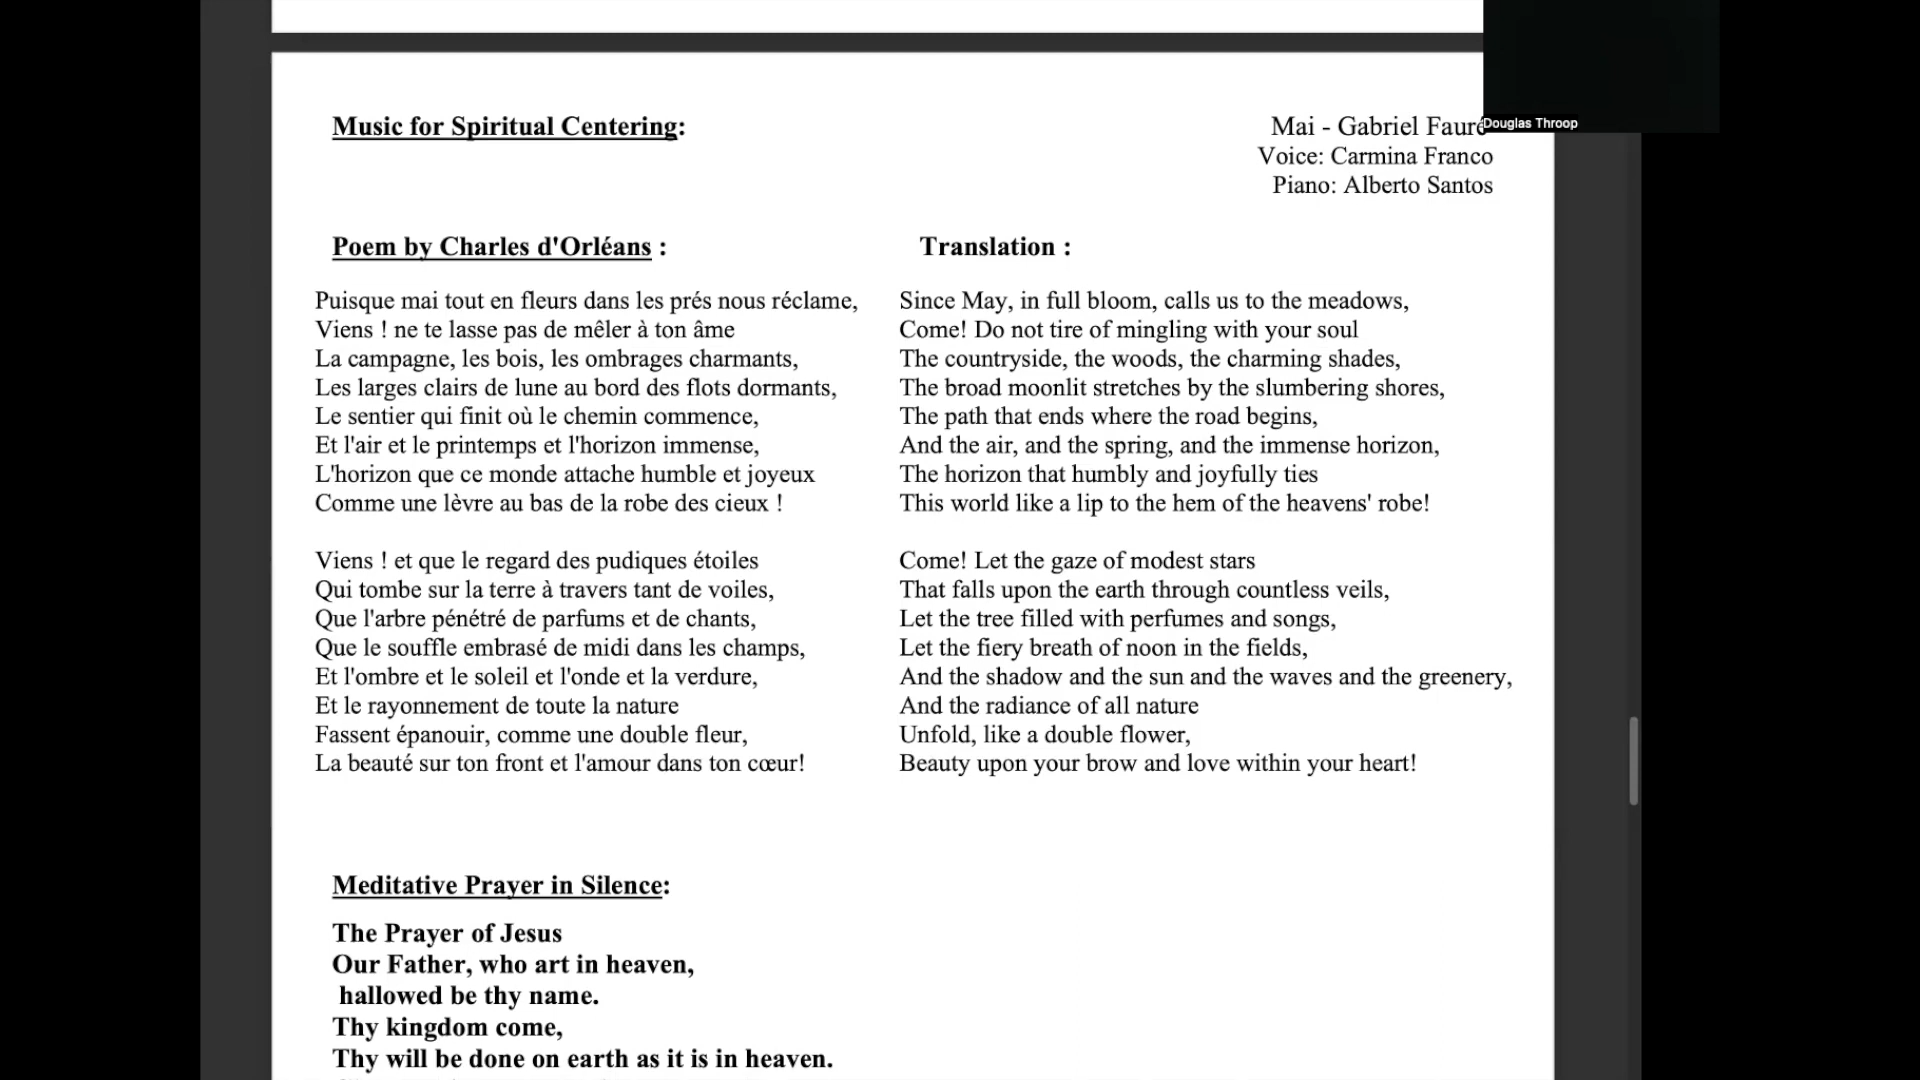 Music for Spiritual Centering:
Mai - Gabriel Fauré
Douglas Throop
Voice: Carmina Franco
Piano: Alberto Santos
Poem by Charles d'Orléans :
Puisque mai tout en fleurs dans les prés nous réclame,
Viens ! ne te lasse pas de mêler à ton âme
La campagne, les bois, les ombrages charmants,
Les larges clairs de lune au bord des flots dormants,
Le sentier qui finit où le chemin commence,
Et l'air et le printemps et l'horizon immense,
L'horizon que ce monde attache humble et joyeux
Comme une lèvre au bas de la robe des cieux !
Viens ! et que le regard des pudiques étoiles
Qui tombe sur la terre à travers tant de voiles,
Que l'arbre pénétré de parfums et de chants,
Que le souffle embrasé de midi dans les champs,
Et l'ombre et le soleil et l'onde et la verdure,
Et le rayonnement de toute la nature
Fassent épanouir, comme une double fleur,
La beauté sur ton front et l'amour dans ton cœur!
Translation :
Since May, in full bloom, calls us to the meadows,
Come! Do not tire of mingling with your soul
The countryside, the woods, the charming shades,
The broad moonlit stretches by the slumbering shores,
The path that ends where the road begins,
And the air, and the spring, and the immense horizon,
The horizon that humbly and joyfully ties
This world like a lip to the hem of the heavens' robe!
Come! Let the gaze of modest stars
That falls upon the earth through countless veils,
Let the tree filled with perfumes and songs,
Let the fiery breath of noon in the fields,
And the shadow and the sun and the waves and the greenery,
And the radiance of all nature
Unfold, like a double flower,
Beauty upon your brow and love within your heart!
Meditative Prayer in Silence:
The Prayer of Jesus
Our Father, who art in heaven,
hallowed be thy name.
Thy kingdom come,
Thy will be done on earth as it is in heaven.